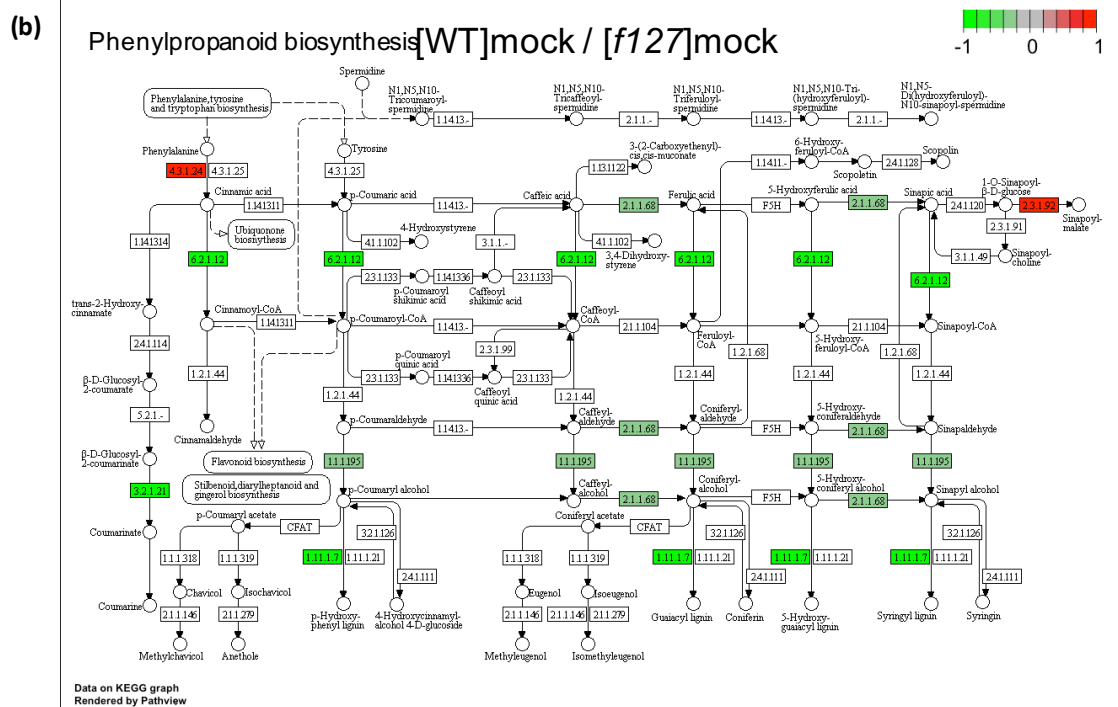 (b)
Phenylpropanoid biosynthesis[WT]mock / [f127]mock
-1 0 1
Spermidine
Phenylalanine,tyrosine
and tryptophan biosynthesis
N1,N5,N10-
Tricoumaroyl-
spermidine
N1,N5,N10-
Tricaffeoyl-
spermidine
N1,N5,N10-
Triferuloyl-
spermidine
N1,N5,N10-Tri-
(hydroxyferuloyl)-
spermidine
N1,N5-
Di(hydroxyferuloyl)-
N10-sinapoyl-spermidine
1.14.13.- 2.1.1.- 1.14.13.- 2.1.1.-
Phenylalanine
Tyrosine
3-(2-Carboxyethenyl)-
cis,cis-muconate
6-Hydroxy-
feruloyl-CoA
Scopolin
4.3.1.24 4.3.1.25 4.3.1.25 1.13.11.22 1.14.11.- 2.4.1.128
Scopoletin
1-O-Sinapoyl-
β-D-glucose
Cinnamic acid
p-Coumaric acid
Caffeic acid
Ferulic acid
5-Hydroxyferulic acid
Sinapic acid
1.14.13.11 1.14.13.- 2.1.1.68 F5H 2.1.1.68 2.4.1.120 2.3.1.92
Sinapoyl-
malate
Ubiquonone
biosnythesis
4-Hydroxystyrene
1.14.13.14 4.1.1.102 3.1.1.- 4.1.1.102 2.3.1.91
3,4-Dihydroxy-
styrene
3.1.1.49
Sinapoyl-
choline
6.2.1.12 6.2.1.12 6.2.1.12 6.2.1.12 6.2.1.12 6.2.1.12
2.3.1.133 1.14.13.36 2.3.1.133
p-Coumaroyl
shikimic acid
Caffeoyl
shikimic acid
trans-2-Hydroxy-
cinnamate
Cinnamoyl-CoA
p-Coumaroyl-CoA
Caffeoyl-
CoA
Feruloyl-
CoA
5-Hydroxy-
feruloyl-CoA
Sinapoyl-CoA
1.14.13.11 1.14.13.- 2.1.1.104 2.1.1.104
2.4.1.114 2.3.1.99 1.2.1.68 1.2.1.68
p-Coumaroyl
quinic acid
2.3.1.133 1.14.13.36 2.3.1.133
Caffeoyl
quinic acid
1.2.1.44 1.2.1.44 1.2.1.44 1.2.1.44 1.2.1.44 1.2.1.44
β-D-Glucosyl-
2-coumarate
5.2.1.-
Cinnamaldehyde
p-Coumaraldehyde
Caffeyl-
aldehyde
Coniferyl-
aldehyde
5-Hydroxy-
coniferaldehyde
Sinapaldehyde
1.14.13.- 2.1.1.68 F5H 2.1.1.68
β-D-Glucosyl-
2-coumarinate
Flavonoid biosynthesis
Stilbenoid,diarylheptanoid and
gingerol biosynthesis
1.1.1.195 1.1.1.195 1.1.1.195 1.1.1.195 1.1.1.195
3.2.1.21
p-Coumaryl alcohol
Caffeyl-
alcohol
Coniferyl-
alcohol
5-Hydroxy-
coniferyl alcohol
Sinapyl alcohol
2.1.1.68 F5H 2.1.1.68
p-Coumaryl acetate
CFAT
Coniferyl acetate
CFAT
Coumarinate
3.2.1.126 3.2.1.126 3.2.1.126
1.1.1.318 1.1.1.319 1.11.1.7 1.11.1.21 1.1.1.318 1.1.1.319 1.11.1.7 1.11.1.21 1.11.1.7 1.11.1.21 1.11.1.7 1.11.1.21
2.4.1.111 2.4.1.111 2.4.1.111
Chavicol
Isochavicol
Eugenol
Isoeugenol
Coumarine
2.1.1.146 2.1.1.279 2.1.1.146 2.1.1.146 2.1.1.279
p-Hydroxy-
phenyl lignin
4-Hydroxycinnamyl-
alcohol 4-D-glucoside
Guaiacyl lignin
Coniferin
5-Hydroxy-
guaiacyl lignin
Syringyl lignin
Syringin
Methylchavicol
Anethole
Methyleugenol
Isomethyleugenol
Data on KEGG graph
Rendered by Pathview